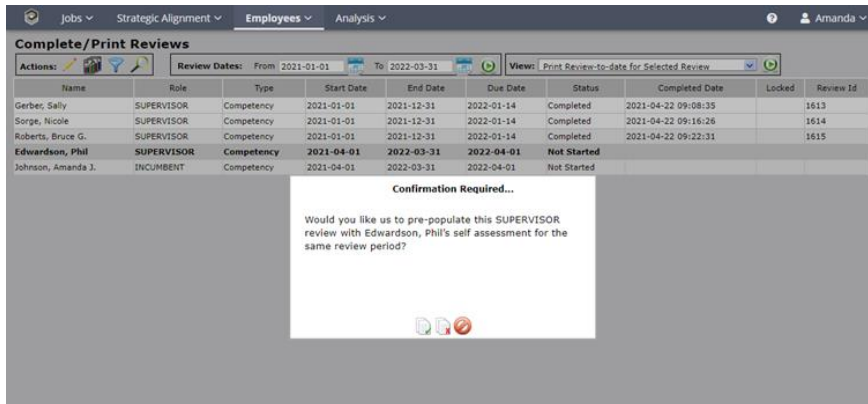 Jobs Strategic Alignment Employees Analysis Amanda
Complete/Print Reviews
Actions: Review Dates: From 2021-01-01 To 2022-03-31 View: Print Review-to-date for Selected Review
Name Role Type Start Date End Date Due Date Status Completed Date Locked Review Id
Gerber, Sally SUPERVISOR Competency 2021-01-01 2021-12-31 2022-01-14 Completed 2021-04-22 09:08:35 1613
Sorge, Nicole SUPERVISOR Competency 2021-01-01 2021-12-31 2022-01-14 Completed 2021-04-22 09:16:26 1614
Roberts, Bruce G. SUPERVISOR Competency 2021-01-01 2021-12-31 2022-01-14 Completed 2021-04-22 09:22:31 1615
Edwardson, Phil SUPERVISOR Competency 2021-04-01 2022-03-31 2022-04-01 Not Started
Johnson, Amanda J. INCUMBENT Competency 2021-04-01 2022-03-31 2022-04-01 Not Started
Confirmation Required...
Would you like us to pre-populate this SUPERVISOR
review with Edwardson, Phil's self assessment for the
same review period?